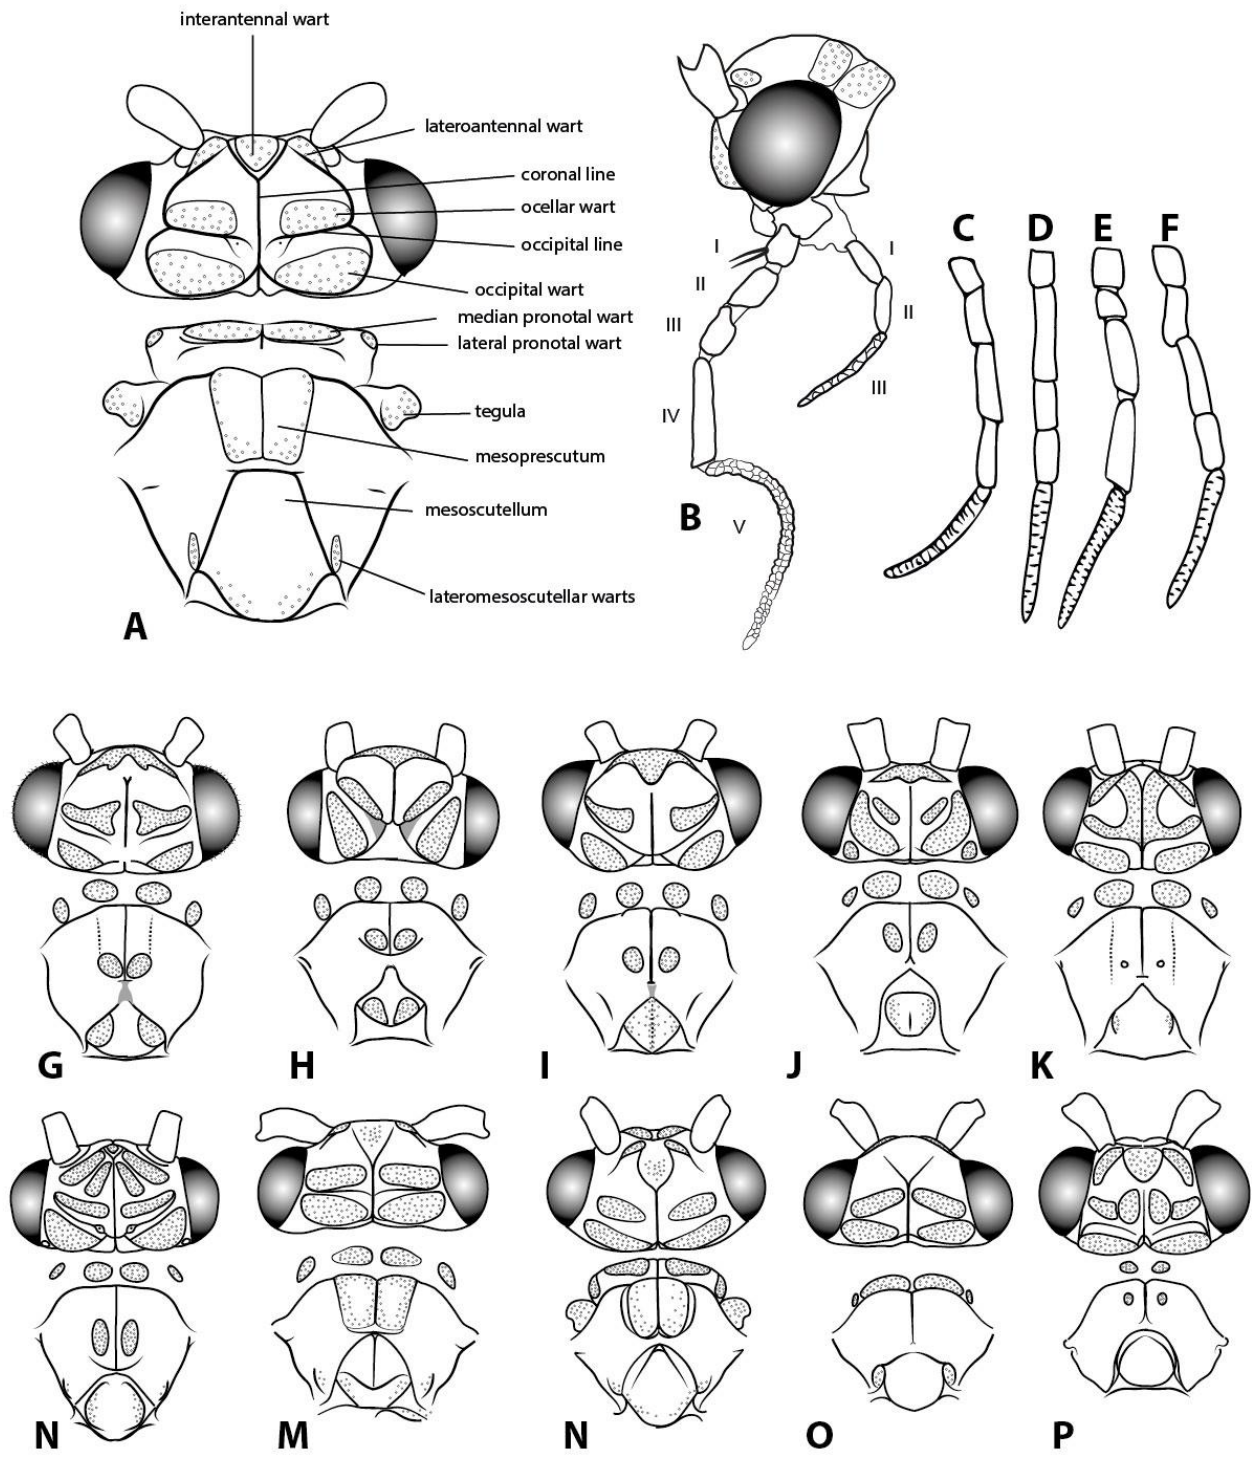 interantennal wart
lateroantennal wart
coronal line
ocellar wart
occipital line
occipital wart
median pronotal wart
lateral pronotal wart
tegula
mesoprescutum
mesoscutellum
lateromesoscutellar warts
A
I
II
III
IV
V
I
II
III
B
C D E F
G H I J K
N M N O P